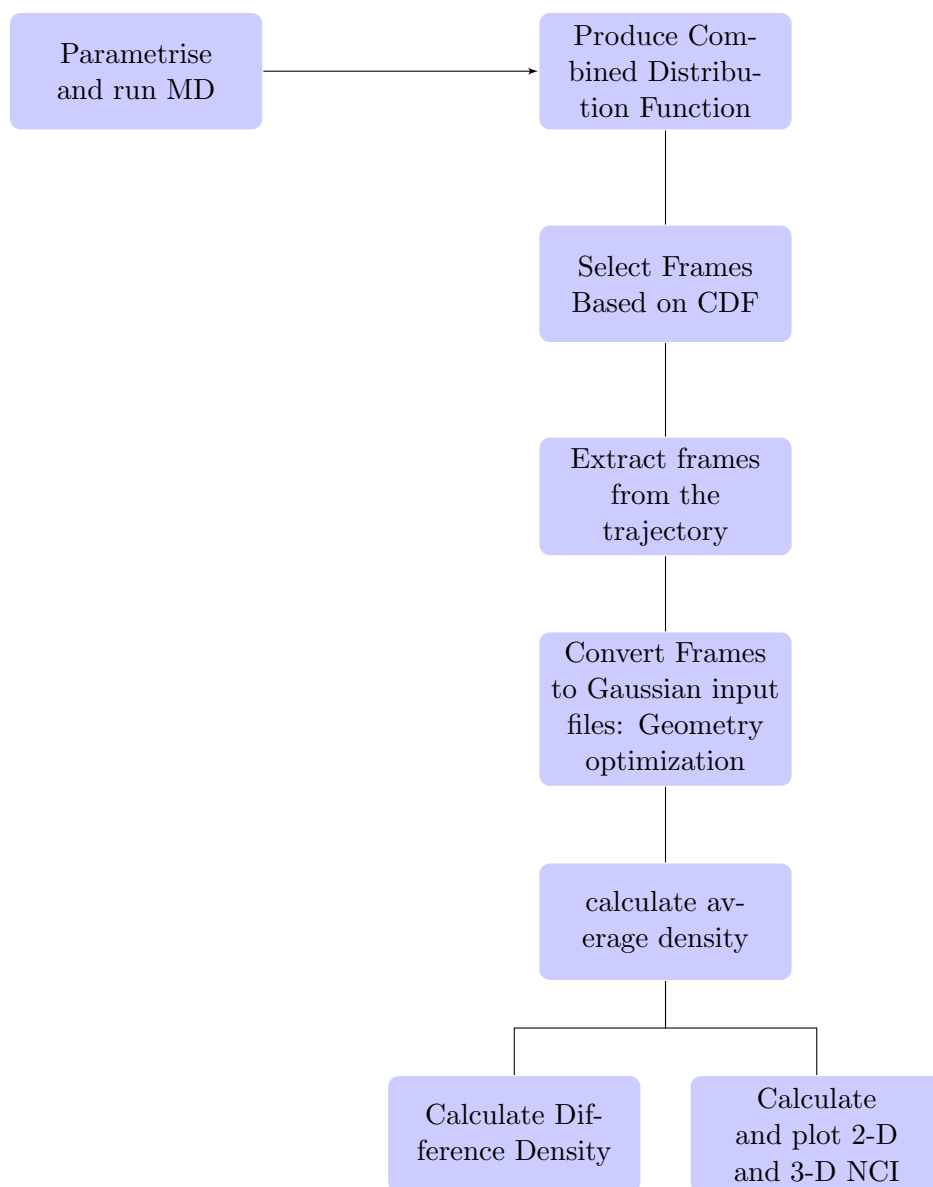 Parametrise
and run MD
Produce Com-
bined Distribu-
tion Function
Select Frames
Based on CDF
Extract frames
from the
trajectory
Convert Frames
to Gaussian input
files: Geometry
optimization
calculate av-
erage density
Calculate Dif-
ference Density
Calculate
and plot 2-D
and 3-D NCI